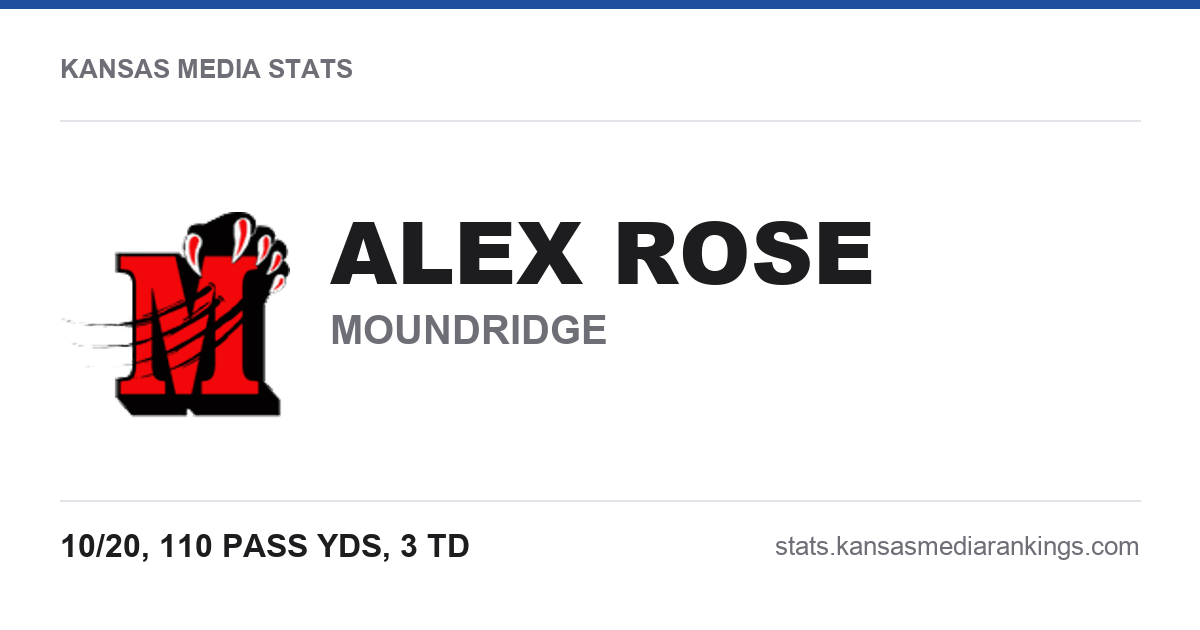 KANSAS MEDIA STATS
M
ALEX ROSE
MOUNDRIDGE
10/20, 110 PASS YDS, 3 TD
stats.kansasmediarankings.com